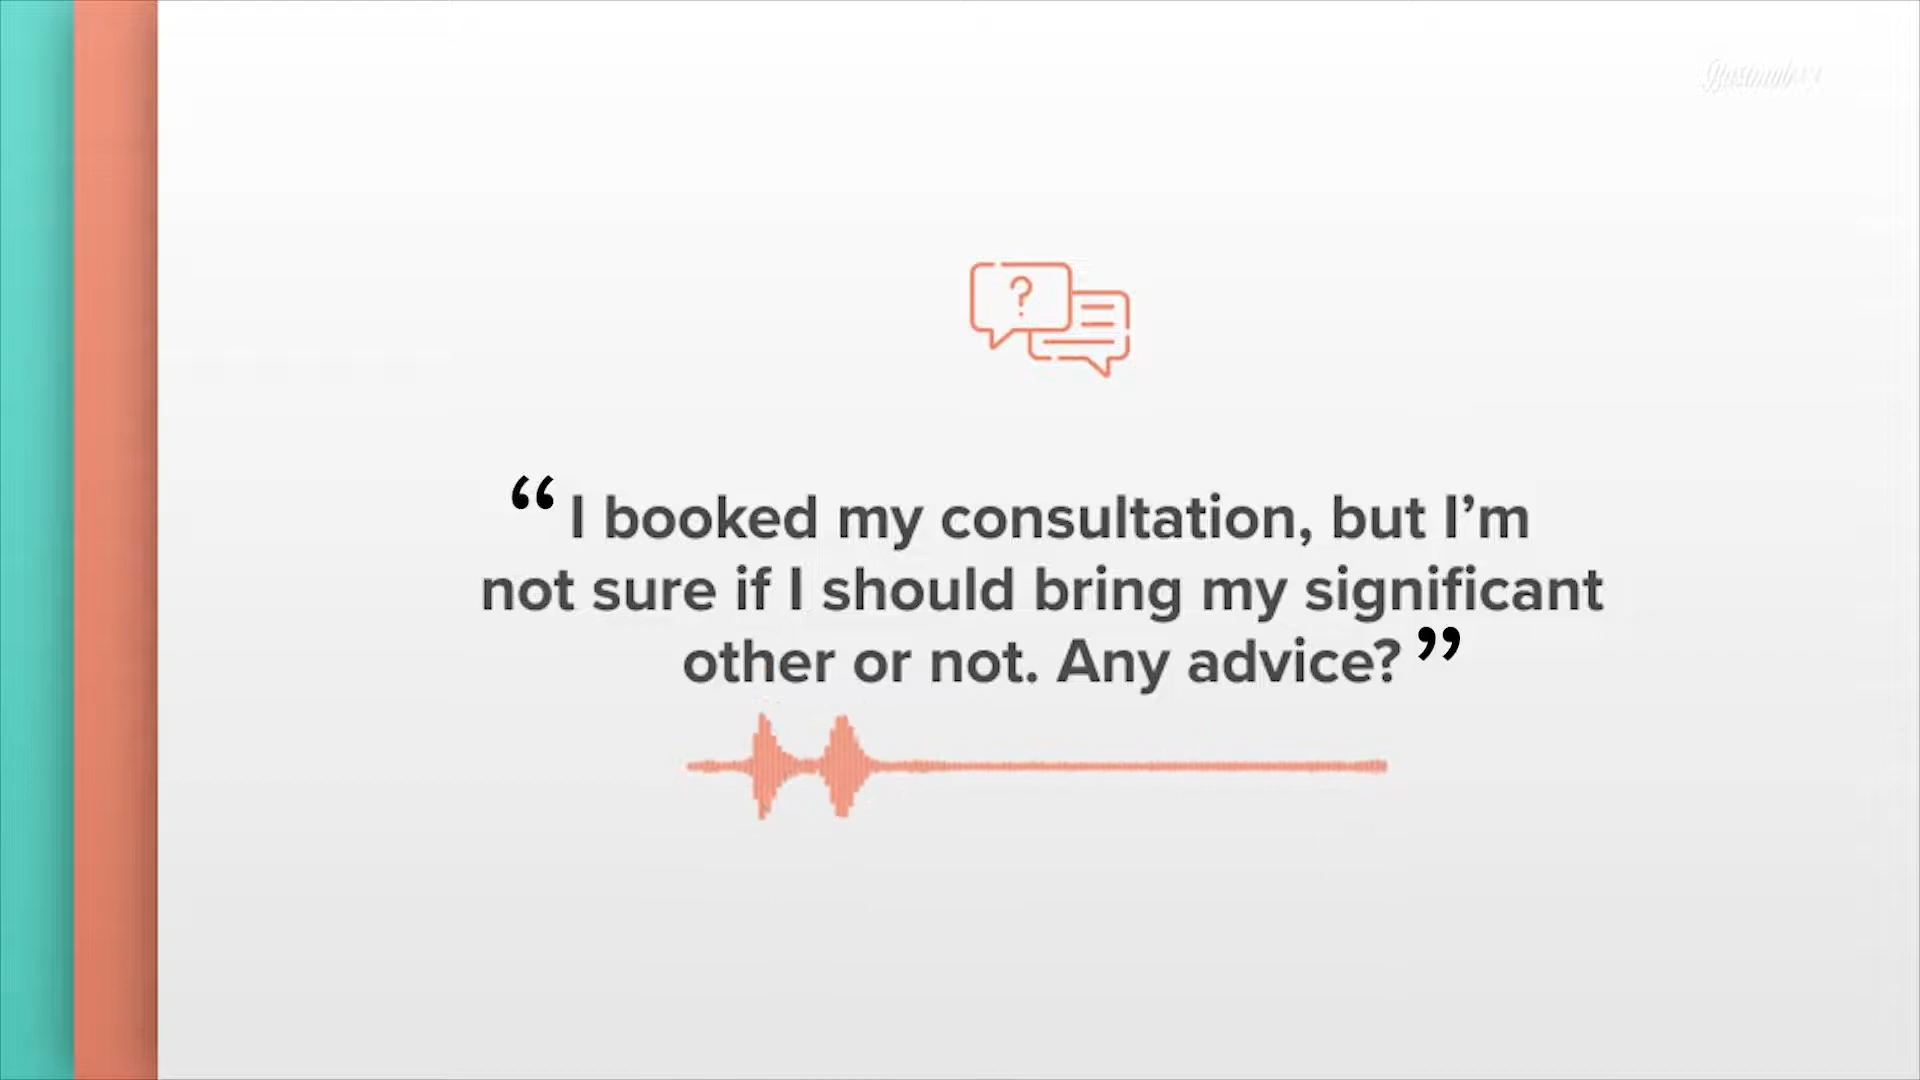 “ I booked my consultation, but I’m
not sure if I should bring my significant
other or not. Any advice? ”
?